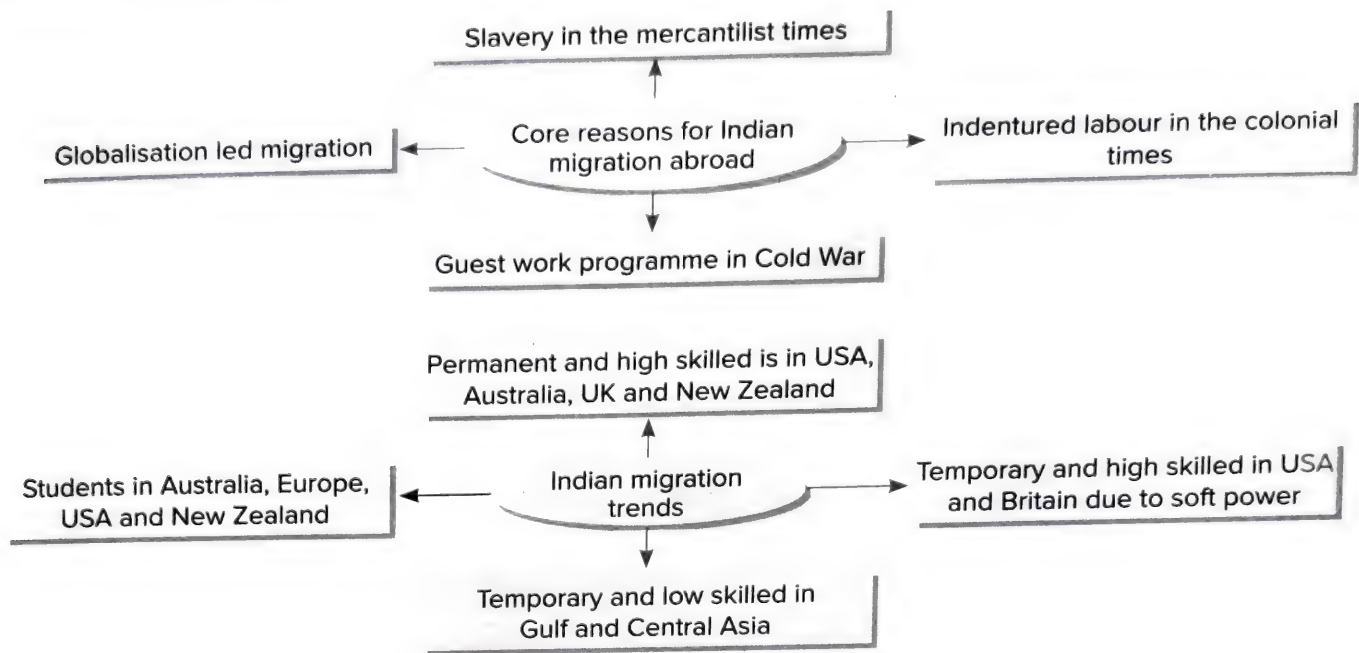 Slavery in the mercantilist times
Globalisation led migration
Core reasons for Indian
migration abroad
Indentured labour in the colonial
times
Guest work programme in Cold War
Permanent and high skilled is in USA,
Australia, UK and New Zealand
Students in Australia, Europe,
USA and New Zealand
Indian migration
trends
Temporary and high skilled in USA
and Britain due to soft power
Temporary and low skilled in
Gulf and Central Asia